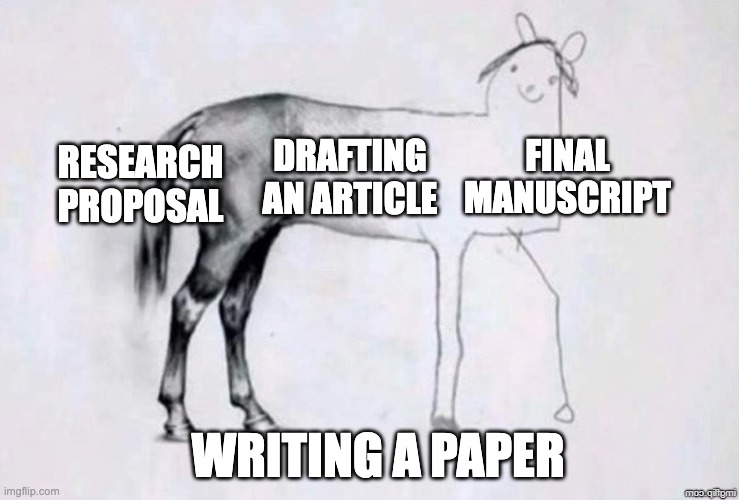 RESEARCH
PROPOSAL
DRAFTING
AN ARTICLE
FINAL
MANUSCRIPT
WRITING A PAPER
imgflip.com
imgflip.com